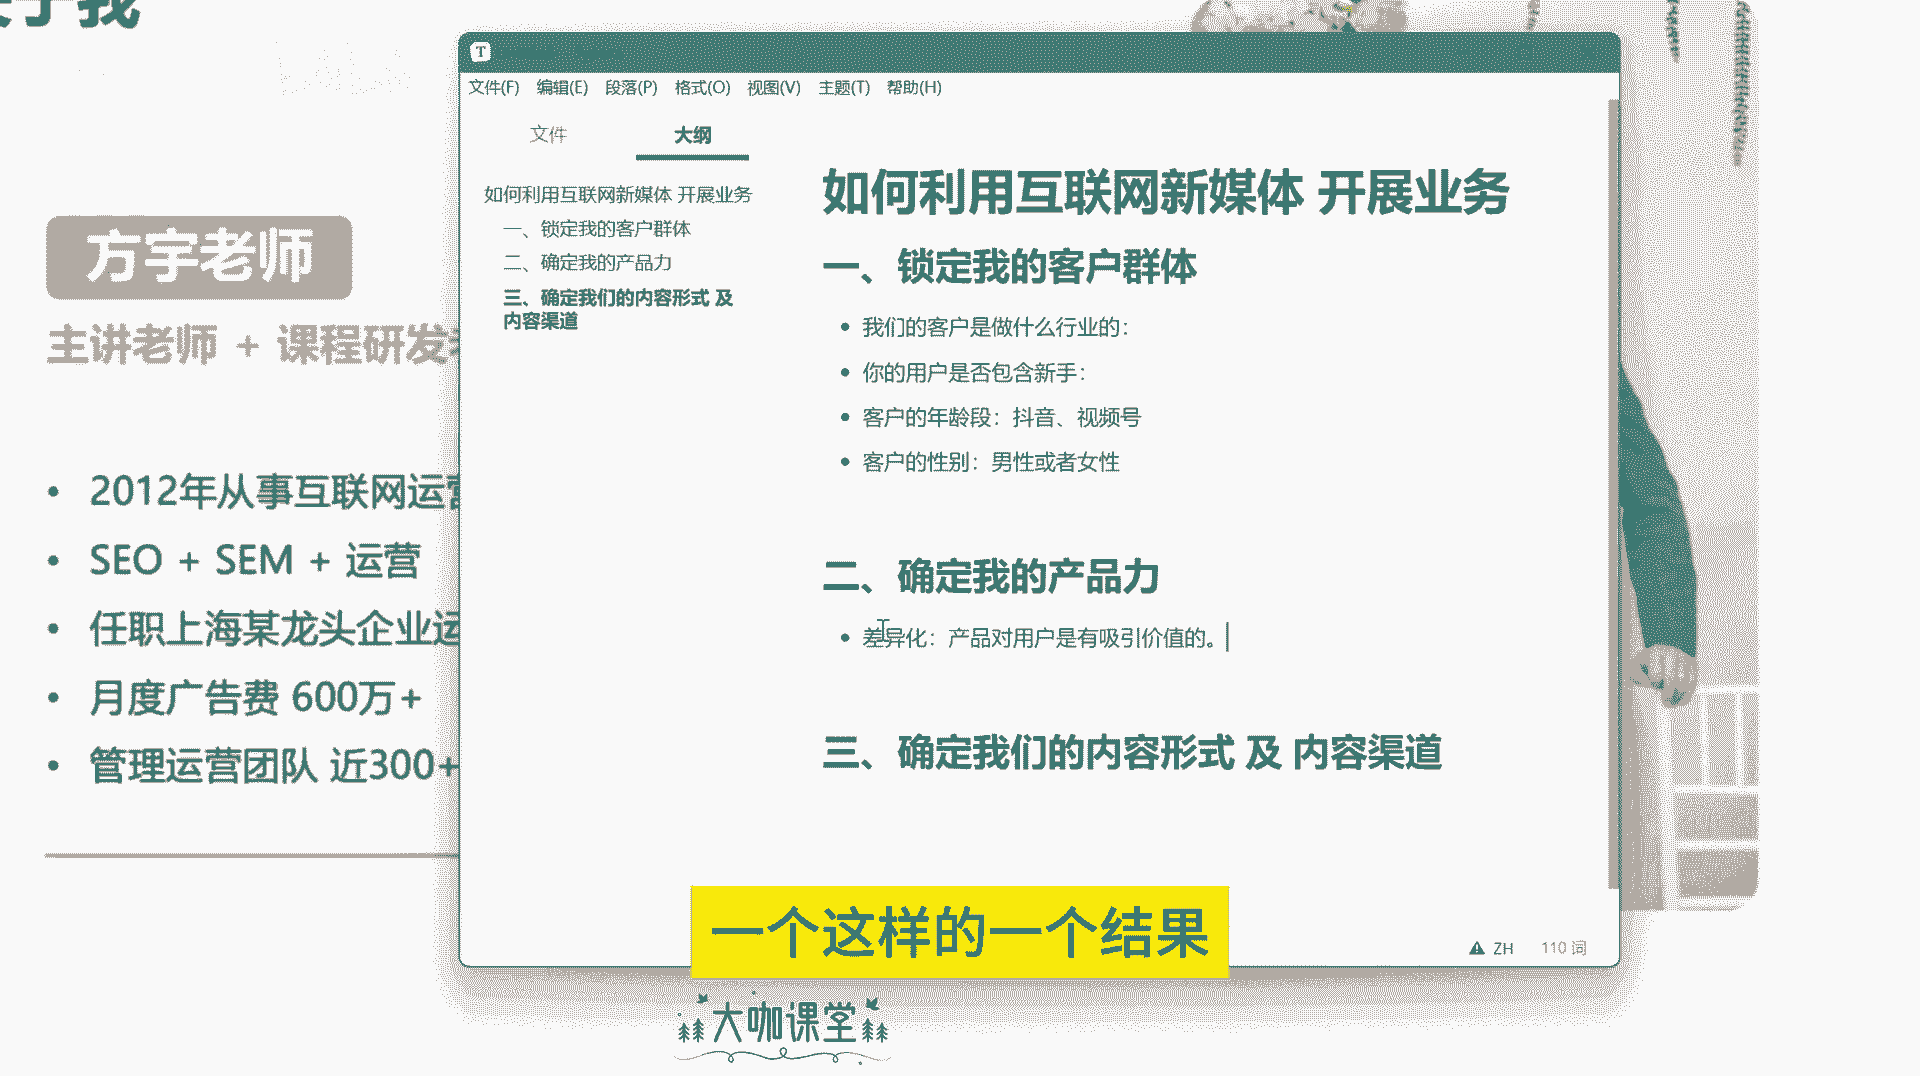 方宇老师
主讲老师 + 课程研发
2012年从事互联网运营
SEO + SEM + 运营
任职上海某龙头企业运
月度广告费 600万+
管理运营团队 近300+
T
文件(F) 编辑(E) 段落(P) 格式(O) 视图(V) 主题(T) 帮助(H)
文件 大纲
如何利用互联网新媒体 开展业务
一、锁定我的客户群体
二、确定我的产品力
三、确定我们的内容形式 及
内容渠道
如何利用互联网新媒体 开展业务
一、锁定我的客户群体
我们的客户是做什么行业的：
你的用户是否包含新手：
客户的年龄段：抖音、视频号
客户的性别：男性或者女性
二、确定我的产品力
差异化：产品对用户是有吸引价值的。
三、确定我们的内容形式 及 内容渠道
ZH 110 词
一个这样的一个结果
大咖课堂